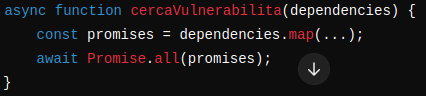 async function cercaVulnerabilita(dependencies) {
    const promises = dependencies.map(...);
    await Promise.all(promises);
}